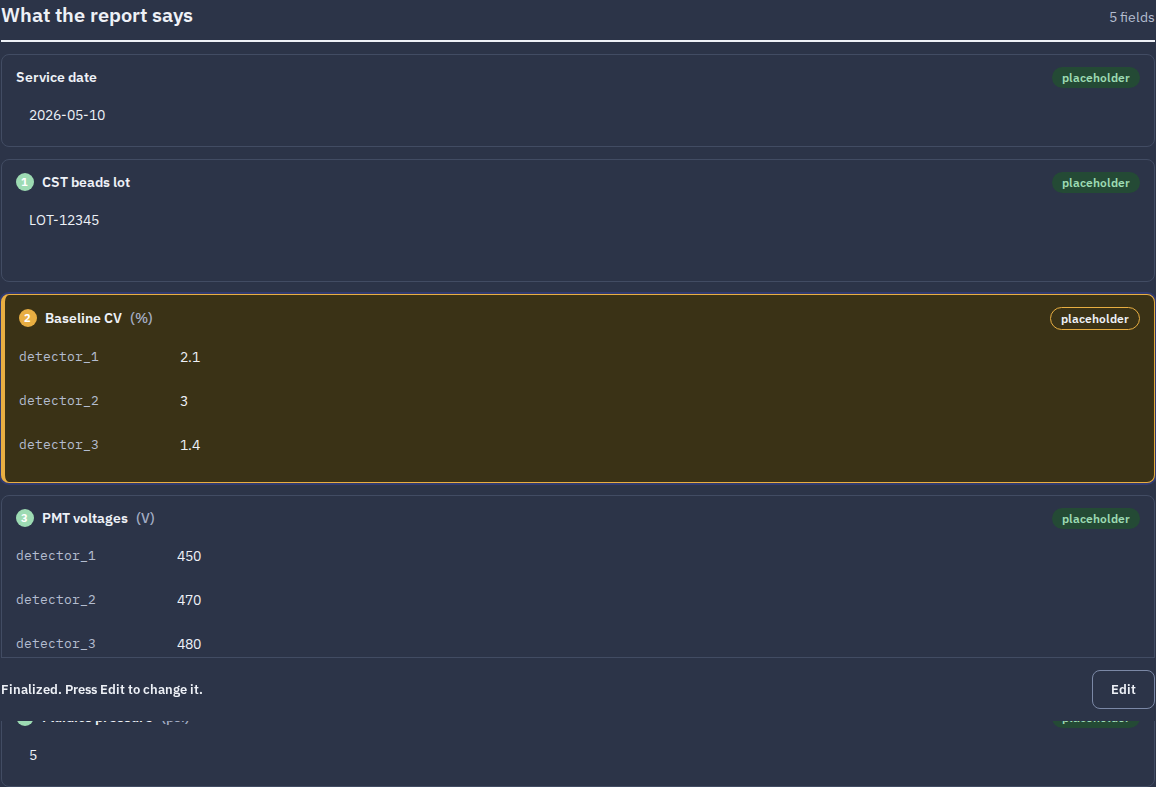 What the report says
5 fields
Service date
placeholder
2026-05-10
1 CST beads lot
placeholder
LOT-12345
2 Baseline CV (%)
placeholder
detector_1 2.1
detector_2 3
detector_3 1.4
3 PMT voltages (V)
placeholder
detector_1 450
detector_2 470
detector_3 480
Finalized. Press Edit to change it.
Edit
5